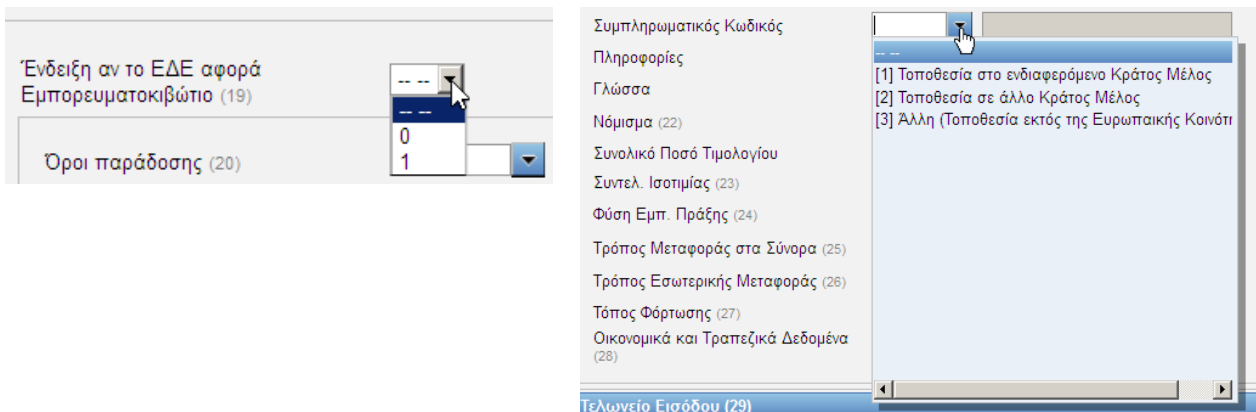 Ένδειξη αν το ΕΔΕ αφορά
Εμπορευματοκιβώτιο (19)
-- --
-- --
0
1
Όροι παράδοσης (20)
Συμπληρωματικός Κωδικός
-- --
[1] Τοποθεσία στο ενδιαφερόμενο Κράτος Μέλος
[2] Τοποθεσία σε άλλο Κράτος Μέλος
[3] Άλλη (Τοποθεσία εκτός της Ευρωπαικής Κοινότη
Πληροφορίες
Γλώσσα
Νόμισμα (22)
Συνολικό Ποσό Τιμολογίου
Συντελ. Ισοτιμίας (23)
Φύση Εμπ. Πράξης (24)
Τρόπος Μεταφοράς στα Σύνορα (25)
Τρόπος Εσωτερικής Μεταφοράς (26)
Τόπος Φόρτωσης (27)
Οικονομικά και Τραπεζικά Δεδομένα
(28)
Τελωνείο Εισόδου (29)